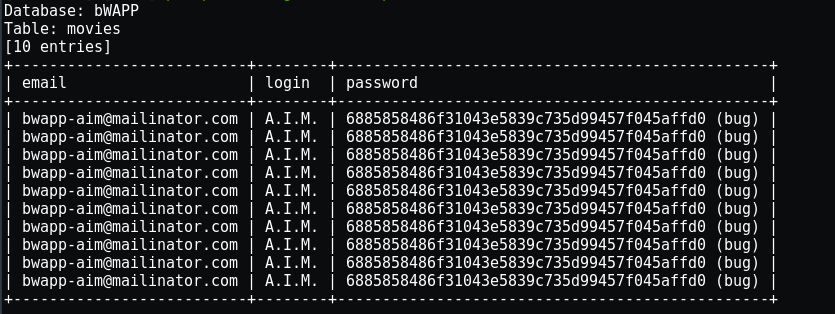 Database: bWAPP
Table: movies
[10 entries]
+-------------------------+--------+------------------------------------------------+
| email                   | login  | password                                       |
+-------------------------+--------+------------------------------------------------+
| bwapp-aim@mailinator.com | A.I.M. | 6885858486f31043e5839c735d99457f045affd0 (bug) |
| bwapp-aim@mailinator.com | A.I.M. | 6885858486f31043e5839c735d99457f045affd0 (bug) |
| bwapp-aim@mailinator.com | A.I.M. | 6885858486f31043e5839c735d99457f045affd0 (bug) |
| bwapp-aim@mailinator.com | A.I.M. | 6885858486f31043e5839c735d99457f045affd0 (bug) |
| bwapp-aim@mailinator.com | A.I.M. | 6885858486f31043e5839c735d99457f045affd0 (bug) |
| bwapp-aim@mailinator.com | A.I.M. | 6885858486f31043e5839c735d99457f045affd0 (bug) |
| bwapp-aim@mailinator.com | A.I.M. | 6885858486f31043e5839c735d99457f045affd0 (bug) |
| bwapp-aim@mailinator.com | A.I.M. | 6885858486f31043e5839c735d99457f045affd0 (bug) |
| bwapp-aim@mailinator.com | A.I.M. | 6885858486f31043e5839c735d99457f045affd0 (bug) |
| bwapp-aim@mailinator.com | A.I.M. | 6885858486f31043e5839c735d99457f045affd0 (bug) |
+-------------------------+--------+------------------------------------------------+